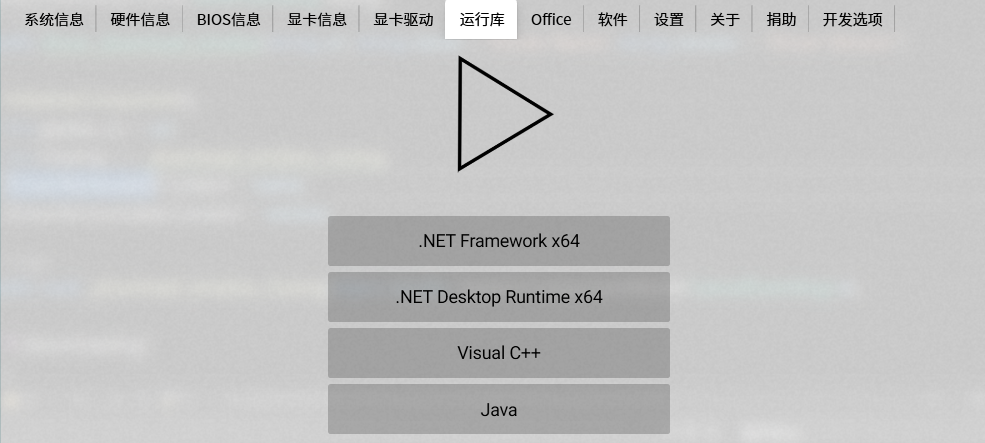 系统信息 硬件信息 BIOS信息 显卡信息 显卡驱动 运行库 Office 软件 设置 关于 捐助 开发选项
.NET Framework x64
.NET Desktop Runtime x64
Visual C++
Java